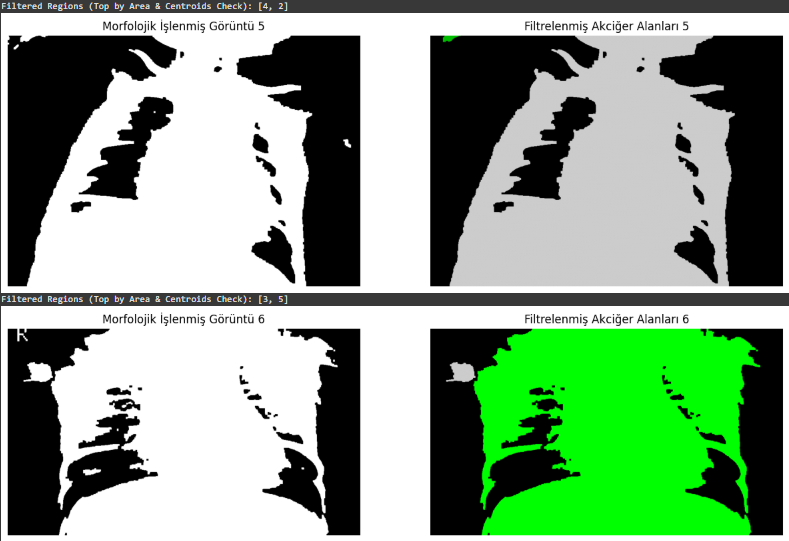 Filtered Regions (Top by Area & Centroids Check): [4, 2]
Morfolojik İşlenmiş Görüntü 5
Filtrelenmiş Akciğer Alanları 5
Filtered Regions (Top by Area & Centroids Check): [3, 5]
Morfolojik İşlenmiş Görüntü 6
Filtrelenmiş Akciğer Alanları 6
R